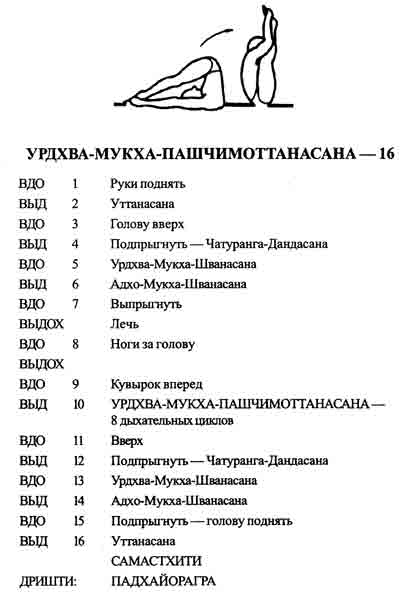 УРДХВА-МУКХА-ПАШЧИМОТТАНАСАНА — 16
ВДО 1 Руки поднять
ВЫД 2 Уттанасана
ВДО 3 Голову вверх
ВЫД 4 Подпрыгнуть — Чатуранга-Дандасана
ВДО 5 Урдхва-Мукха-Шванасана
ВЫД 6 Адхо-Мукха-Шванасана
ВДО 7 Выпрыгнуть
ВЫДОХ Лечь
ВДО 8 Ноги за голову
ВЫДОХ
ВДО 9 Кувырок вперед
ВЫД 10 УРДХВА-МУКХА-ПАШЧИМОТТАНАСАНА —
8 дыхательных циклов
ВДО 11 Вверх
ВЫД 12 Подпрыгнуть — Чатуранга-Дандасана
ВДО 13 Урдхва-Мукха-Шванасана
ВЫД 14 Адхо-Мукха-Шванасана
ВДО 15 Подпрыгнуть — голову поднять
ВЫД 16 Уттанасана
САМАСТХИТИ
ДРИШТИ: ПАДХАЙОРАГРА